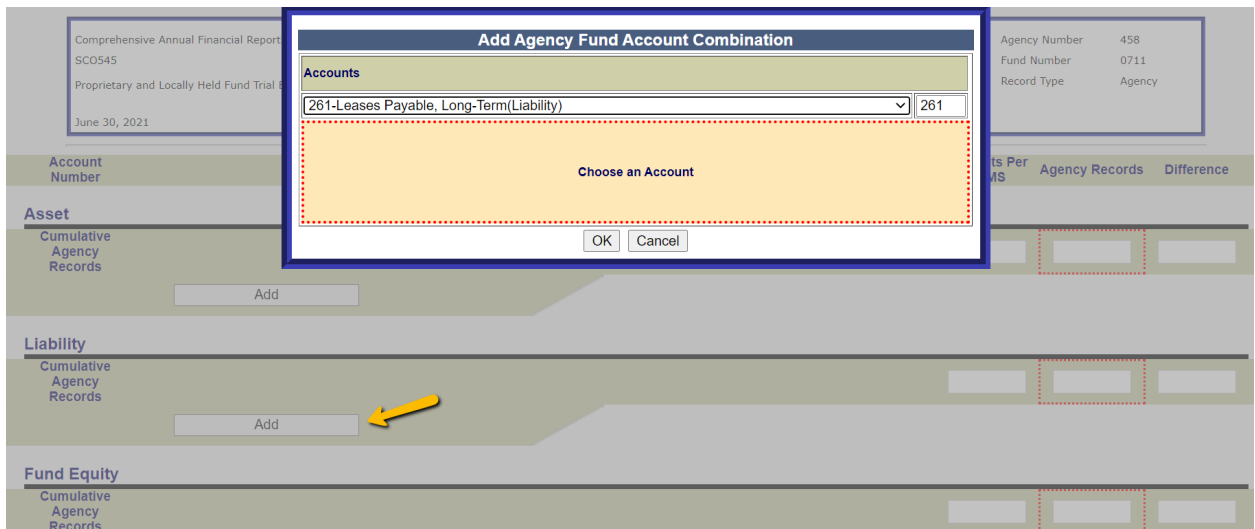 Comprehensive Annual Financial Report
SCO545
Proprietary and Locally Held Fund Trial
June 30, 2021
Add Agency Fund Account Combination
Accounts
261-Leases Payable, Long-Term(Liability)
261
Choose an Account
OK
Cancel
Agency Number 458
Fund Number 0711
Record Type Agency
Account
Number
ts Per
MS
Agency Records
Difference
Asset
Cumulative
Agency
Records
Add
Liability
Cumulative
Agency
Records
Add
Fund Equity
Cumulative
Agency
Records